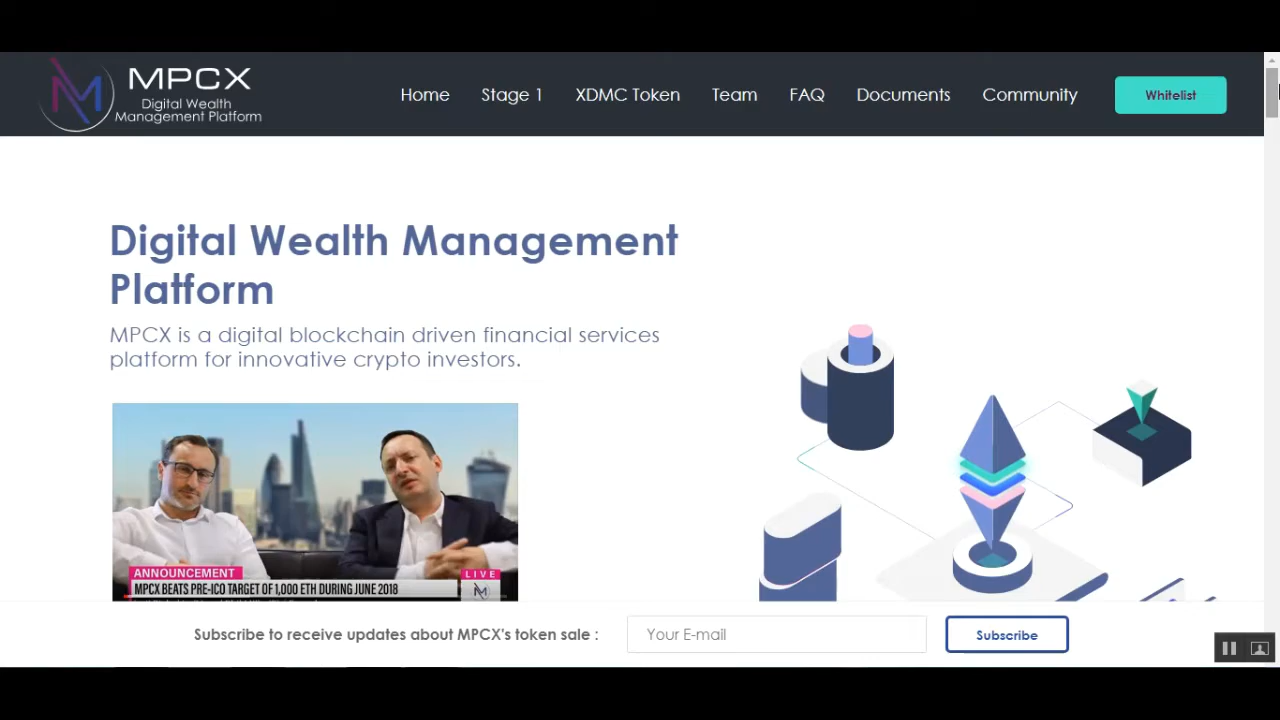 MPCX
Digital Wealth
Management Platform
Home
Stage 1
XDMC Token
Team
FAQ
Documents
Community
Whitelist
Digital Wealth Management
Platform
MPCX is a digital blockchain driven financial services
platform for innovative crypto investors.
ANNOUNCEMENT
LIVE
MPCX BEATS PRE-ICO TARGET OF 1,000 ETH DURING JUNE 2018
Subscribe to receive updates about MPCX's token sale :
Your E-mail
Subscribe